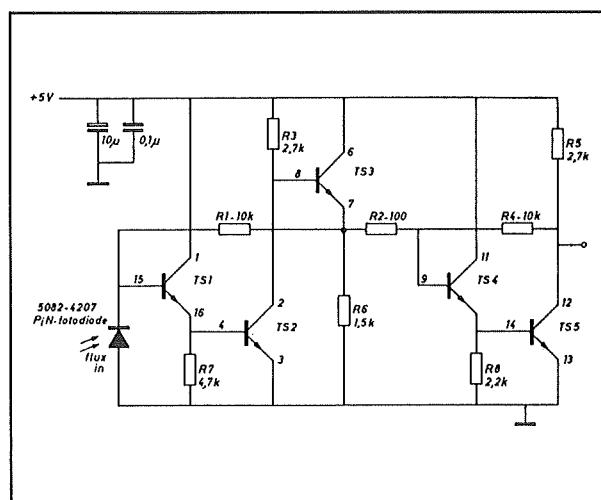 +5V
10µ
0,1µ
R3
2,7k
6
8
TS3
7
R5
2,7k
R1-10k
R2-100
R4-10k
1
15
TS1
16
2
4
TS2
3
R6
1,5k
11
9
TS4
12
14
TS5
13
5082-4207
PiN-fotodiode
flux
in
R7
4,7k
R8
2,2k